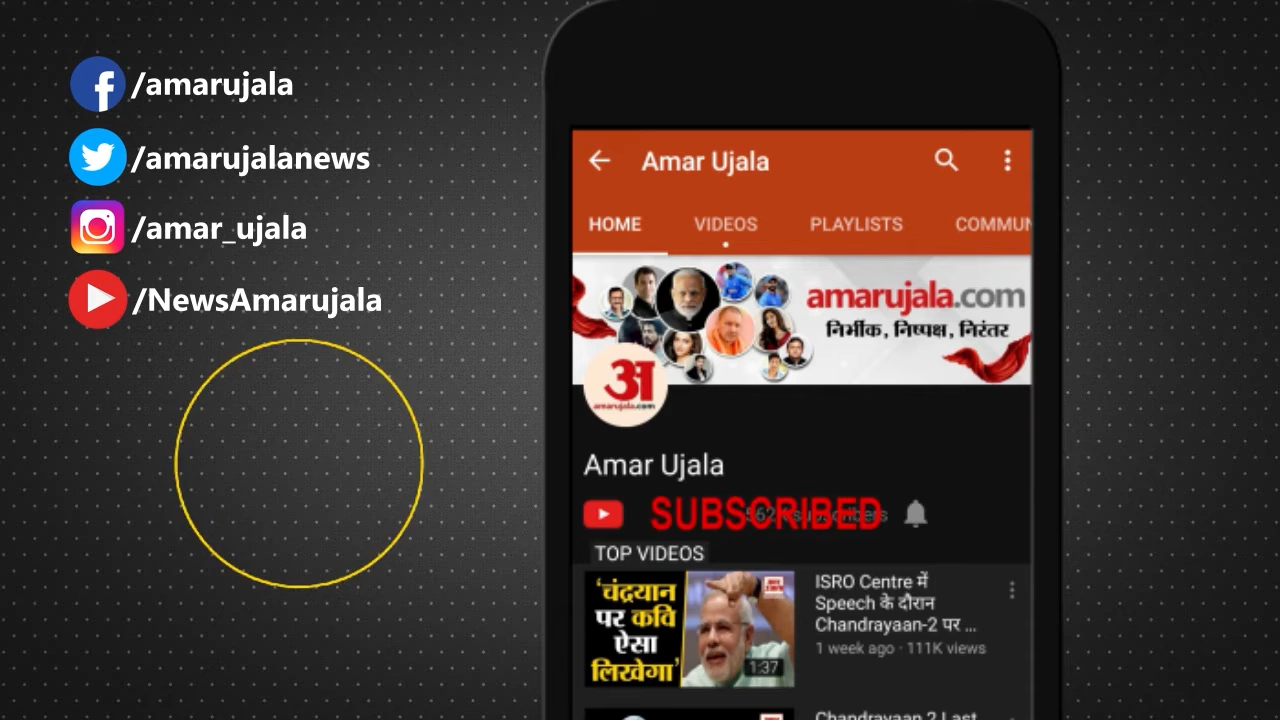 /amarujala
/amarujalanews
/amar_ujala
/NewsAmarujala
Amar Ujala
HOME VIDEOS PLAYLISTS COMMUN
amarujala.com
निर्भीक, निष्पक्ष, निरंतर
अ
amarujala.com
Amar Ujala
SUBSCRIBED
TOP VIDEOS
'चंद्रयान
पर कवि
ऐसा
लिखेगा'
1:37
ISRO Centre में
Speech के दौरान
Chandrayaan-2 पर ...
1 week ago · 111K views
Chandrayaan 2 Last